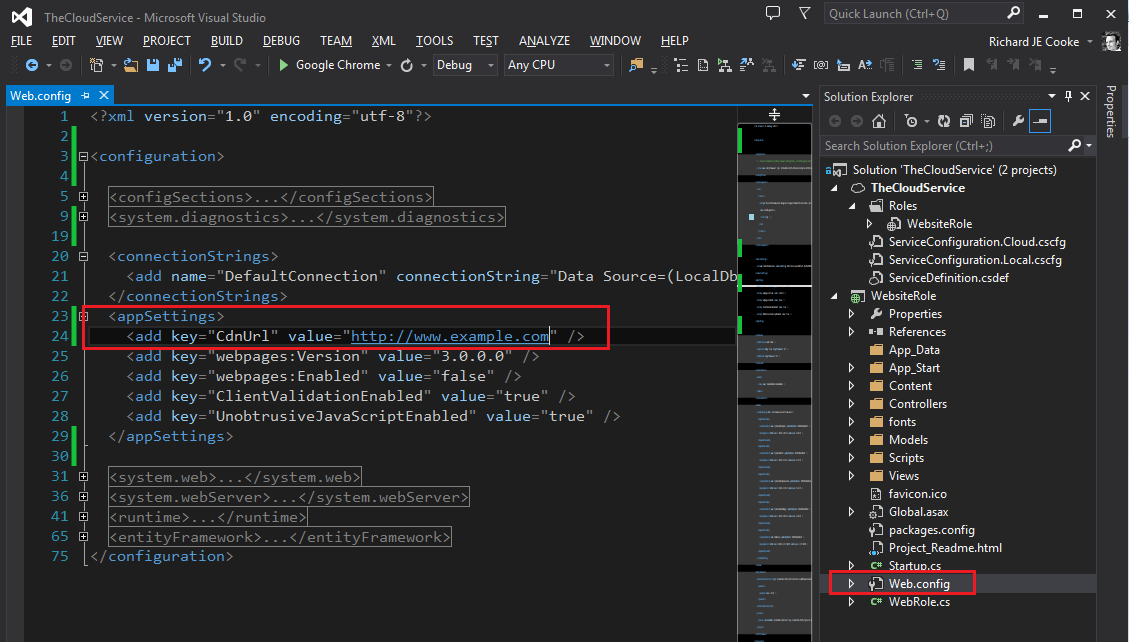 TheCloudService - Microsoft Visual Studio
Quick Launch (Ctrl+Q)
FILE EDIT VIEW PROJECT BUILD DEBUG TEAM XML TOOLS TEST ANALYZE WINDOW HELP
Richard JE Cooke
Google Chrome Debug Any CPU
Web.config
1 <?xml version="1.0" encoding="utf-8"?>
2
3 <configuration>
4
5 <configSections>...</configSections>
9 <system.diagnostics>...</system.diagnostics>
19
20 <connectionStrings>
21 <add name="DefaultConnection" connectionString="Data Source=(LocalDb
22 </connectionStrings>
23 <appSettings>
24 <add key="CdnUrl" value="http://www.example.com" />
25 <add key="webpages:Version" value="3.0.0.0" />
26 <add key="webpages:Enabled" value="false" />
27 <add key="ClientValidationEnabled" value="true" />
28 <add key="UnobtrusiveJavaScriptEnabled" value="true" />
29 </appSettings>
30
31 <system.web>...</system.web>
36 <system.webServer>...</system.webServer>
41 <runtime>...</runtime>
65 <entityFramework>...</entityFramework>
75 </configuration>
Solution Explorer
Search Solution Explorer (Ctrl+;)
Solution 'TheCloudService' (2 projects)
TheCloudService
Roles
WebsiteRole
ServiceConfiguration.Cloud.cscfg
ServiceConfiguration.Local.cscfg
ServiceDefinition.csdef
WebsiteRole
Properties
References
App_Data
App_Start
Content
Controllers
fonts
Models
Scripts
Views
favicon.ico
Global.asax
packages.config
Project_Readme.html
C# Startup.cs
Web.config
C# WebRole.cs
Properties